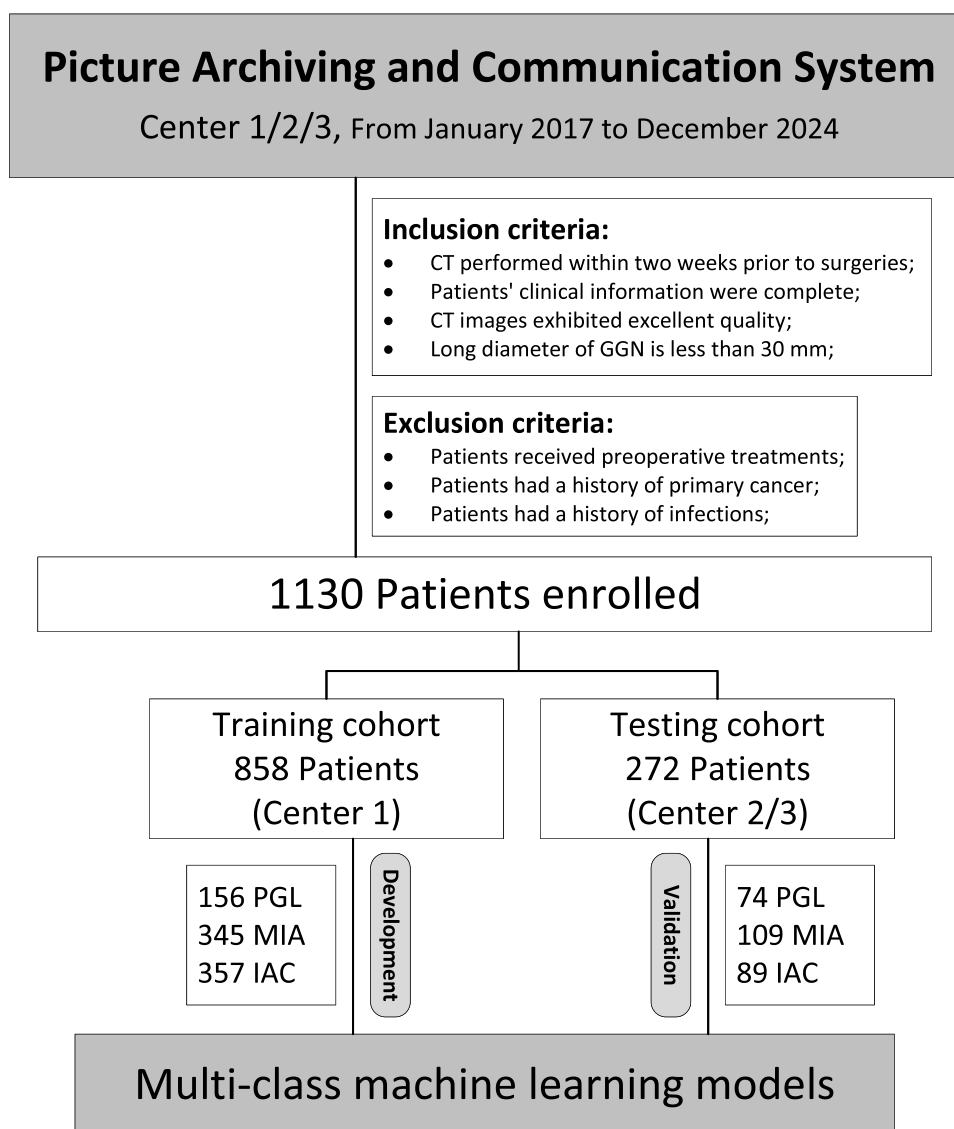 Picture Archiving and Communication System
Center 1/2/3, From January 2017 to December 2024
Inclusion criteria:
• CT performed within two weeks prior to surgeries;
• Patients' clinical information were complete;
• CT images exhibited excellent quality;
• Long diameter of GGN is less than 30 mm;
Exclusion criteria:
• Patients received preoperative treatments;
• Patients had a history of primary cancer;
• Patients had a history of infections;
1130 Patients enrolled
Training cohort
858 Patients
(Center 1)
Testing cohort
272 Patients
(Center 2/3)
156 PGL
345 MIA
357 IAC
Development
Validation
74 PGL
109 MIA
89 IAC
Multi-class machine learning models